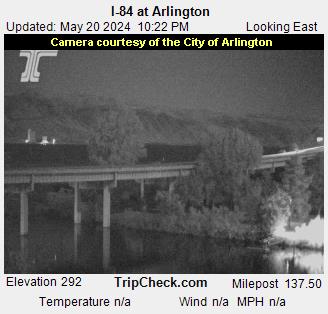 I-84 at Arlington
Updated: May 20 2024 10:22 PM Looking East
Camera courtesy of the City of Arlington
Elevation 292 TripCheck.com Milepost 137.50
Temperature n/a Wind n/a MPH n/a